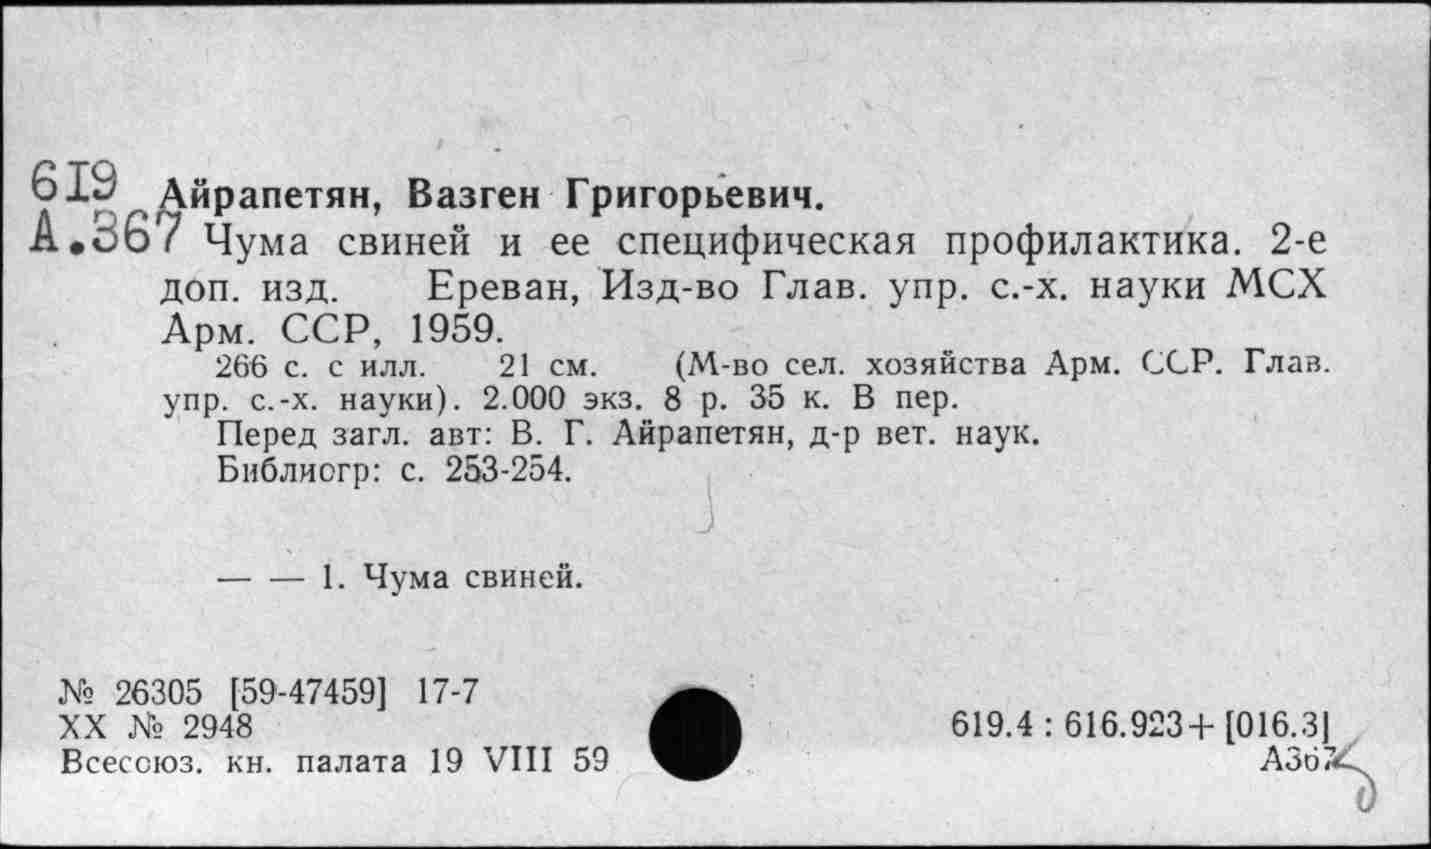 619 Айрапетян, Вазген Григорьевич.
А.367 Чума свиней и ее специфическая профилактика. 2-е
доп. изд. Ереван, Изд-во Глав. упр. с.-х. науки МСХ
Арм. ССР, 1959.
266 с. с илл. 21 см. (М-во сел. хозяйства Арм. ССР. Глав.
упр. с.-х. науки). 2.000 экз. 8 р. 35 к. В пер.
Перед загл. авт: В. Г. Айрапетян, д-р вет. наук.
Библиогр: с. 253-254.
— — 1. Чума свиней.
№ 26305 [59-47459] 17-7
XX № 2948
Всесоюз. кн. палата 19 VIII 59
619.4 : 616.923+[016.3]
А367